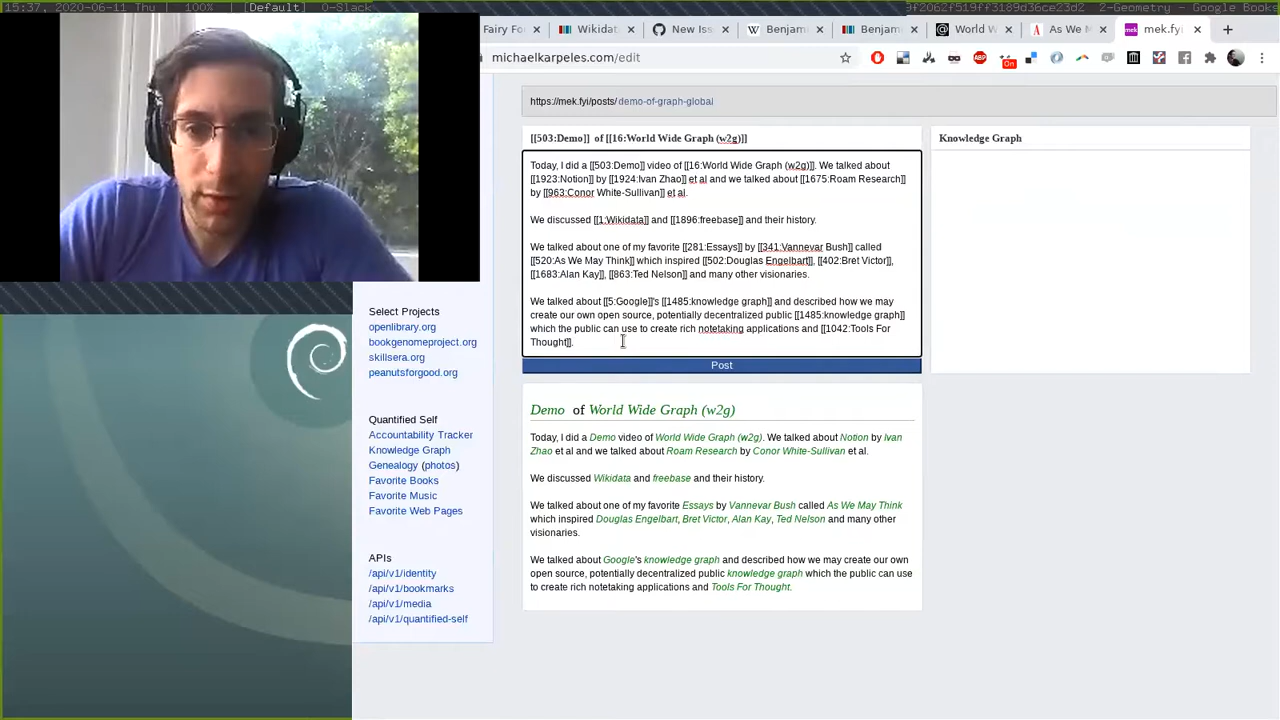 15:37, 2020-06-11 Thu | 100% | [Default] 0-Slack
9f2062f519ff3189d36ce23d2 2-Geometry - Google Books
Fairy Fo
Wikidat
New Iss
Benjam
Benjam
World W
As We M
mek.fyi
michaelkarpeles.com/edit
On
https://mek.fyi/posts/ demo-of-graph-global
[[503:Demo]] of [[16:World Wide Graph (w2g)]]
Knowledge Graph
Today, I did a [[503:Demo]] video of [[16:World Wide Graph (w2g)]]. We talked about
[[1923:Notion]] by [[1924:Ivan Zhao]] et al and we talked about [[1675:Roam Research]]
by [[963:Conor White-Sullivan]] et al.
We discussed [[1:Wikidata]] and [[1896:freebase]] and their history.
We talked about one of my favorite [[281:Essays]] by [[341:Vannevar Bush]] called
[[520:As We May Think]] which inspired [[502:Douglas Engelbart]], [[402:Bret Victor]],
[[1683:Alan Kay]], [[863:Ted Nelson]] and many other visionaries.
We talked about [[5:Google]]'s [[1485:knowledge graph]] and described how we may
create our own open source, potentially decentralized public [[1485:knowledge graph]]
which the public can use to create rich notetaking applications and [[1042:Tools For
Thought]].
Post
Select Projects
openlibrary.org
bookgenomeproject.org
skillsera.org
peanutsforgood.org
Quantified Self
Accountability Tracker
Knowledge Graph
Genealogy (photos)
Favorite Books
Favorite Music
Favorite Web Pages
APIs
/api/v1/identity
/api/v1/bookmarks
/api/v1/media
/api/v1/quantified-self
Demo of World Wide Graph (w2g)
Today, I did a Demo video of World Wide Graph (w2g). We talked about Notion by Ivan
Zhao et al and we talked about Roam Research by Conor White-Sullivan et al.
We discussed Wikidata and freebase and their history.
We talked about one of my favorite Essays by Vannevar Bush called As We May Think
which inspired Douglas Engelbart, Bret Victor, Alan Kay, Ted Nelson and many other
visionaries.
We talked about Google's knowledge graph and described how we may create our own
open source, potentially decentralized public knowledge graph which the public can use
to create rich notetaking applications and Tools For Thought.